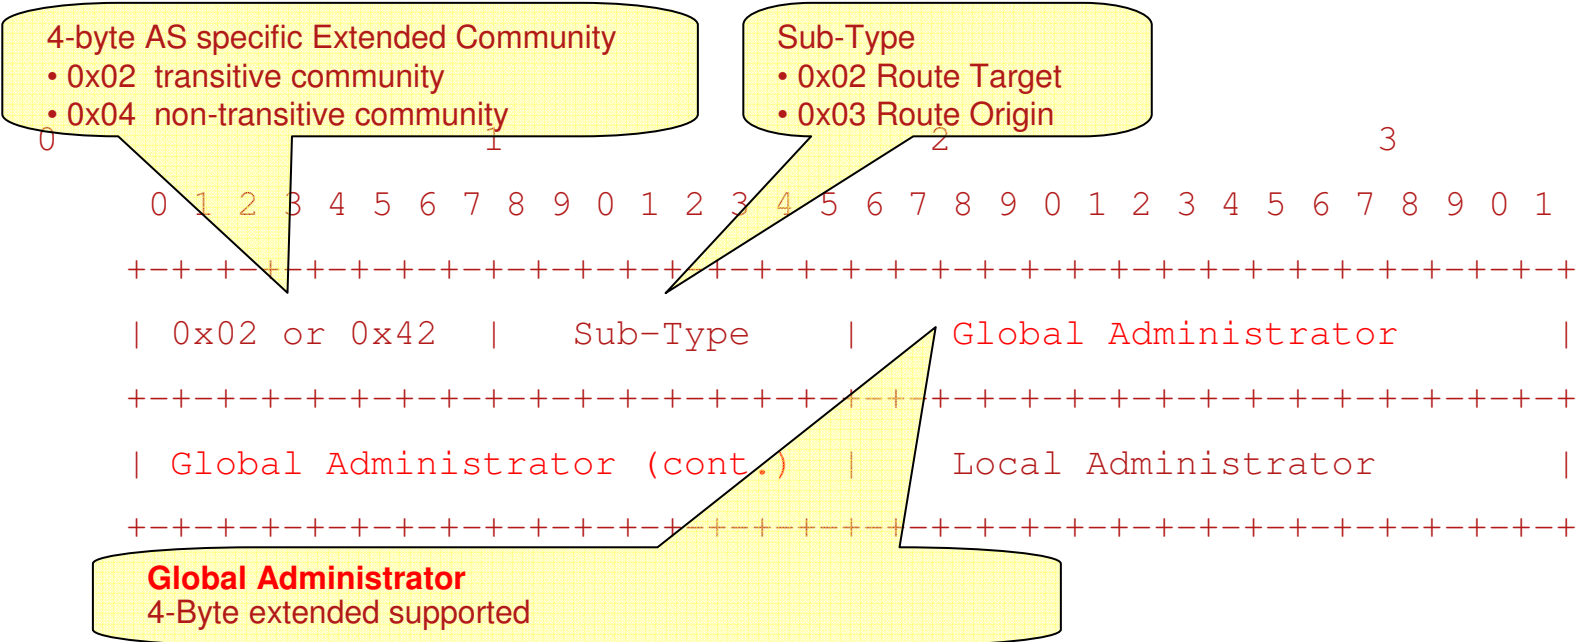 4-byte AS specific Extended Community
• 0x02 transitive community
• 0x04 non-transitive community
Sub-Type
• 0x02 Route Target
• 0x03 Route Origin
0 1 2 3
0 1 2 3 4 5 6 7 8 9 0 1 2 3 4 5 6 7 8 9 0 1 2 3 4 5 6 7 8 9 0 1
+-+-+-+-+-+-+-+-+-+-+-+-+-+-+-+-+-+-+-+-+-+-+-+-+-+-+-+-+-+-+-+-+
| 0x02 or 0x42 | Sub-Type | Global Administrator |
+-+-+-+-+-+-+-+-+-+-+-+-+-+-+-+-+-+-+-+-+-+-+-+-+-+-+-+-+-+-+-+-+
| Global Administrator (cont.) | Local Administrator |
+-+-+-+-+-+-+-+-+-+-+-+-+-+-+-+-+-+-+-+-+-+-+-+-+-+-+-+-+-+-+-+-+
Global Administrator
4-Byte extended supported